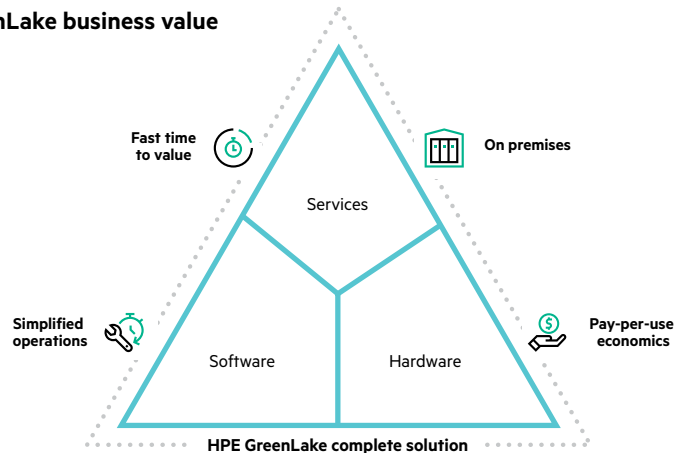 nLake business value
Fast time
to value
On premises
Services
Simplified
operations
$
Pay-per-use
economics
Software
Hardware
HPE GreenLake complete solution